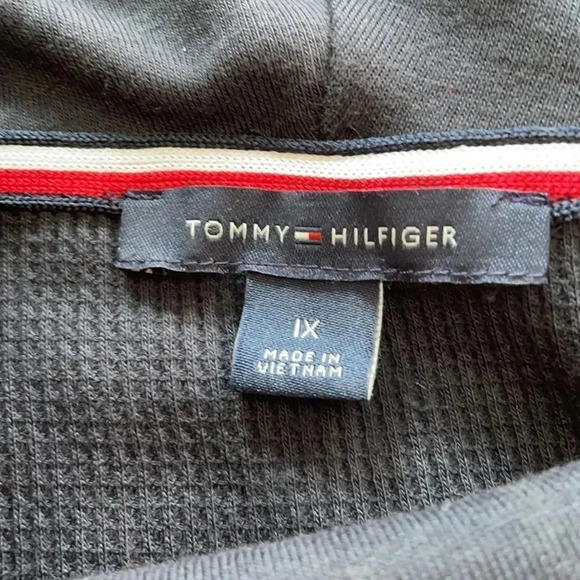 TOMMY HILFIGER
1X
MADE IN
VIETNAM